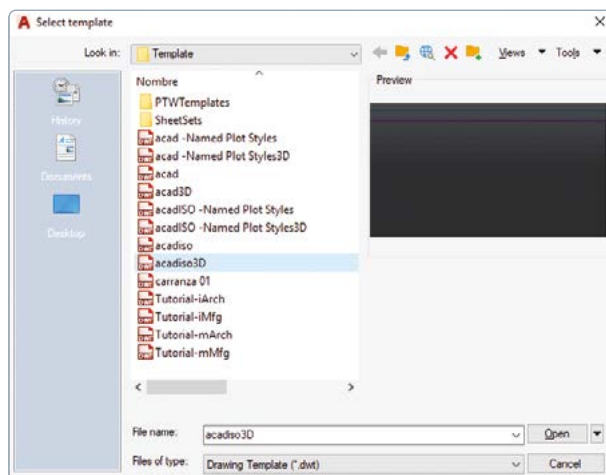 A Select template
Look in: Template Views Tools
Nombre
Preview
PTWTemplates
SheetSets
acad -Named Plot Styles
acad -Named Plot Styles3D
acad
acad3D
acadISO -Named Plot Styles
acadISO -Named Plot Styles3D
acadiso
acadiso3D
carranza 01
Tutorial-iArch
Tutorial-iMfg
Tutorial-mArch
Tutorial-mMfg
History
Documents
Desktop
File name: acadiso3D Open
Files of type: Drawing Template (*.dwt) Cancel